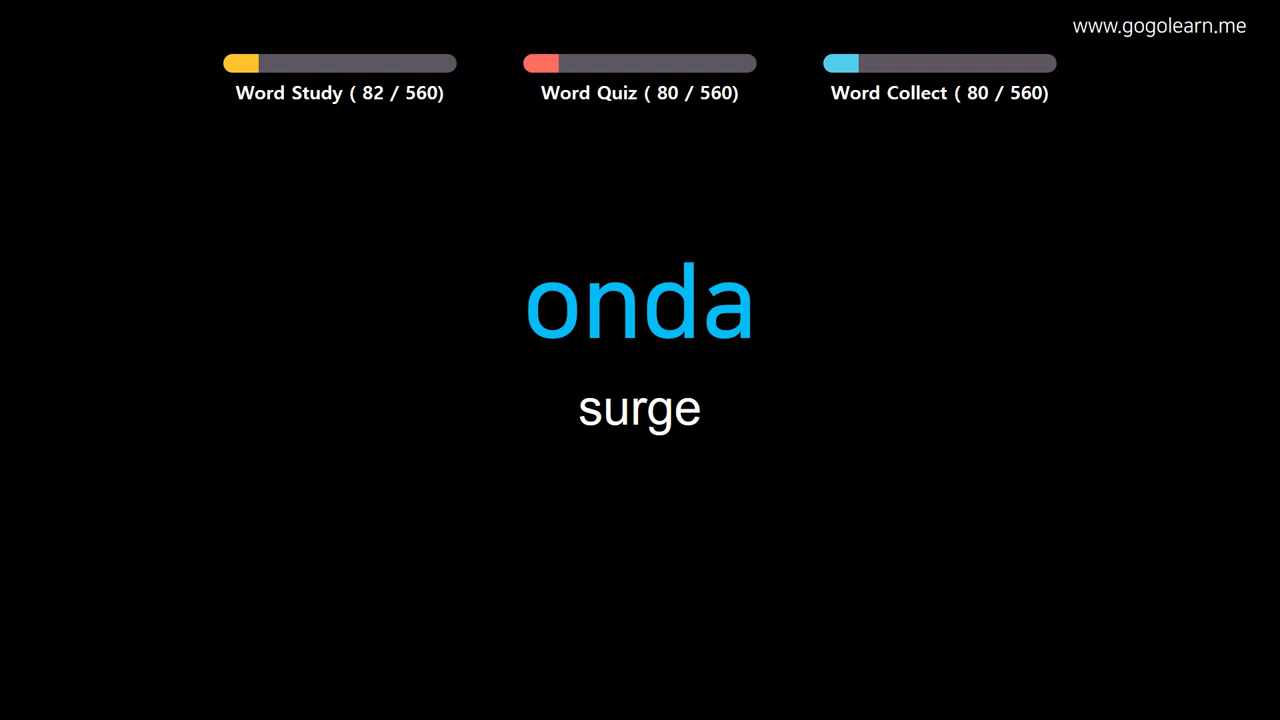 www.gogolearn.me
Word Study ( 82 / 560)
Word Quiz ( 80 / 560)
Word Collect ( 80 / 560)
onda
surge